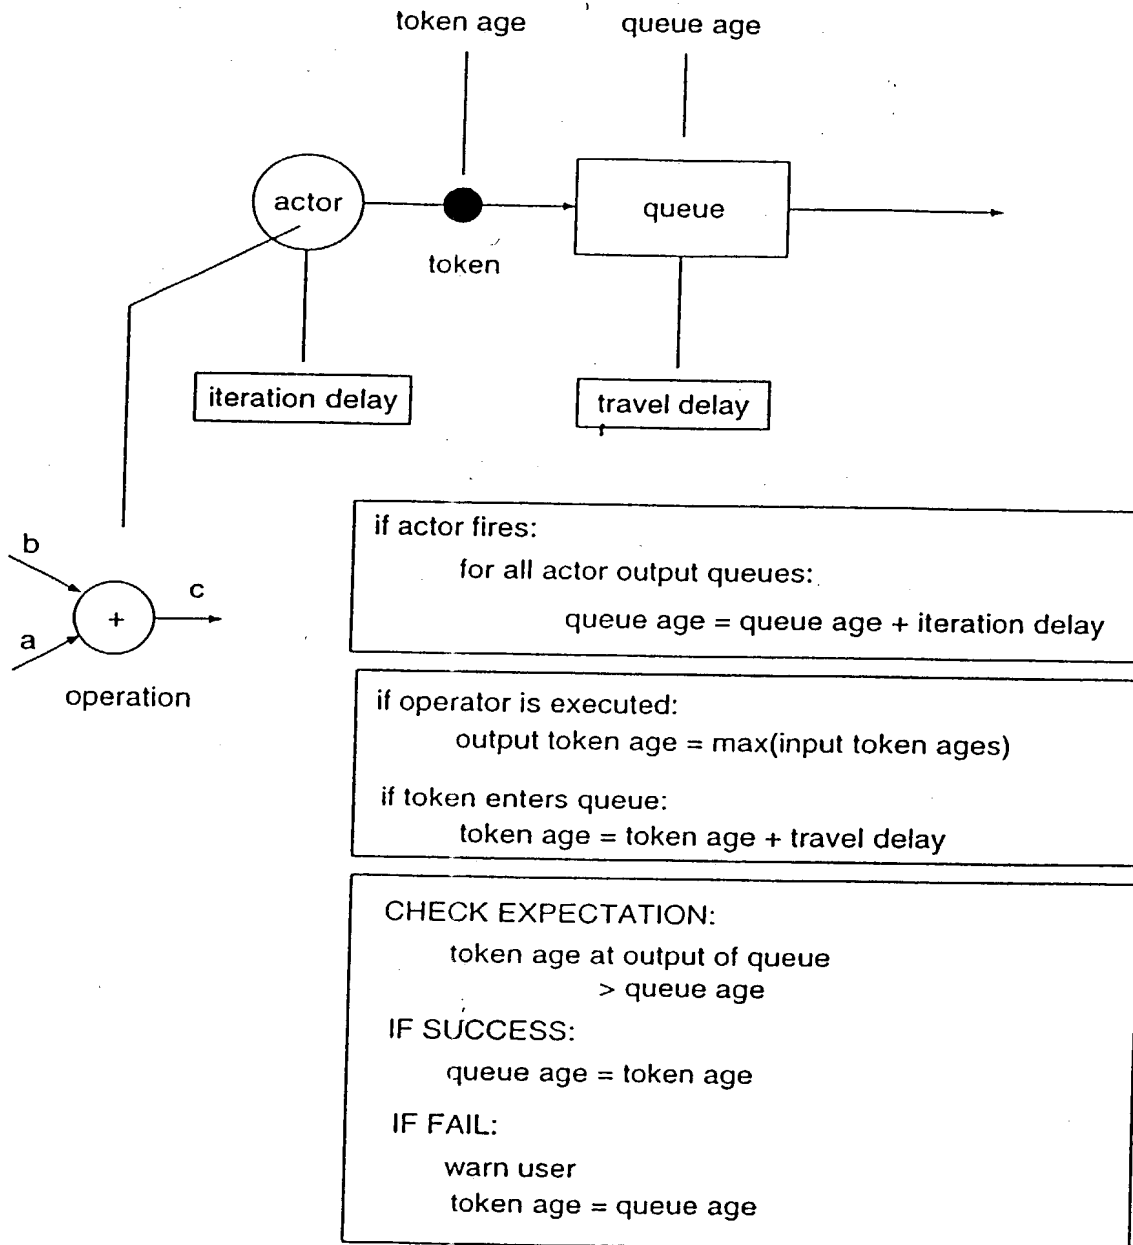 token age
queue age
actor
queue
token
iteration delay
travel delay
b
c
+
a
operation
if actor fires:
for all actor output queues:
queue age = queue age + iteration delay
if operator is executed:
output token age = max(input token ages)
if token enters queue:
token age = token age + travel delay
CHECK EXPECTATION:
token age at output of queue
> queue age
IF SUCCESS:
queue age = token age
IF FAIL:
warn user
token age = queue age